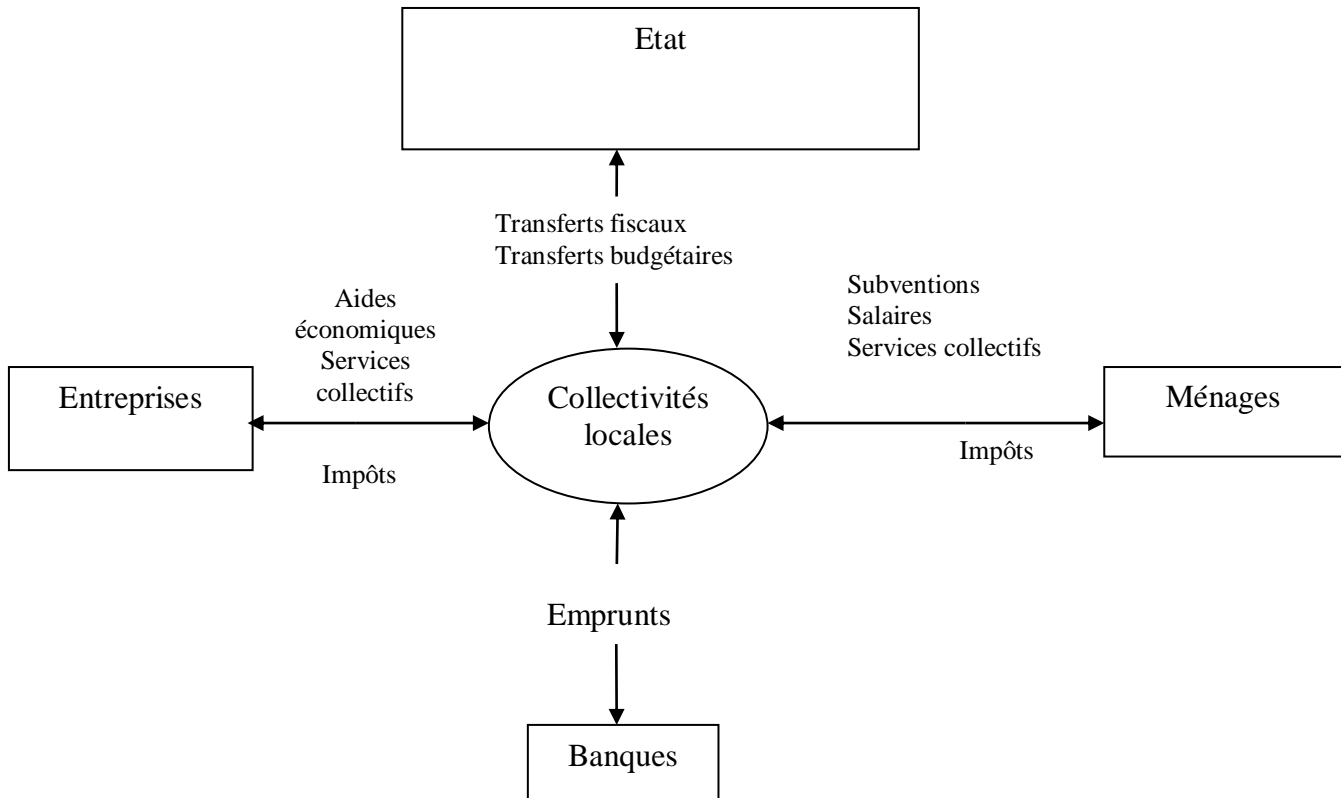 Etat
Transferts fiscaux
Transferts budgétaires
Subventions
Salaires
Services collectifs
Aides
économiques
Services
collectifs
Entreprises
Collectivités
locales
Ménages
Impôts
Impôts
Emprunts
Banques